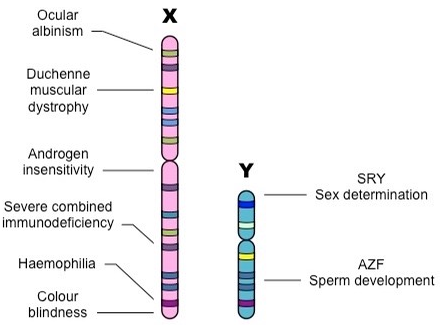 X
Ocular
albinism
Duchenne
muscular
dystrophy
Androgen
insensitivity
Severe combined
immunodeficiency
Haemophilia
Colour
blindness
Y
SRY
Sex determination
AZF
Sperm development